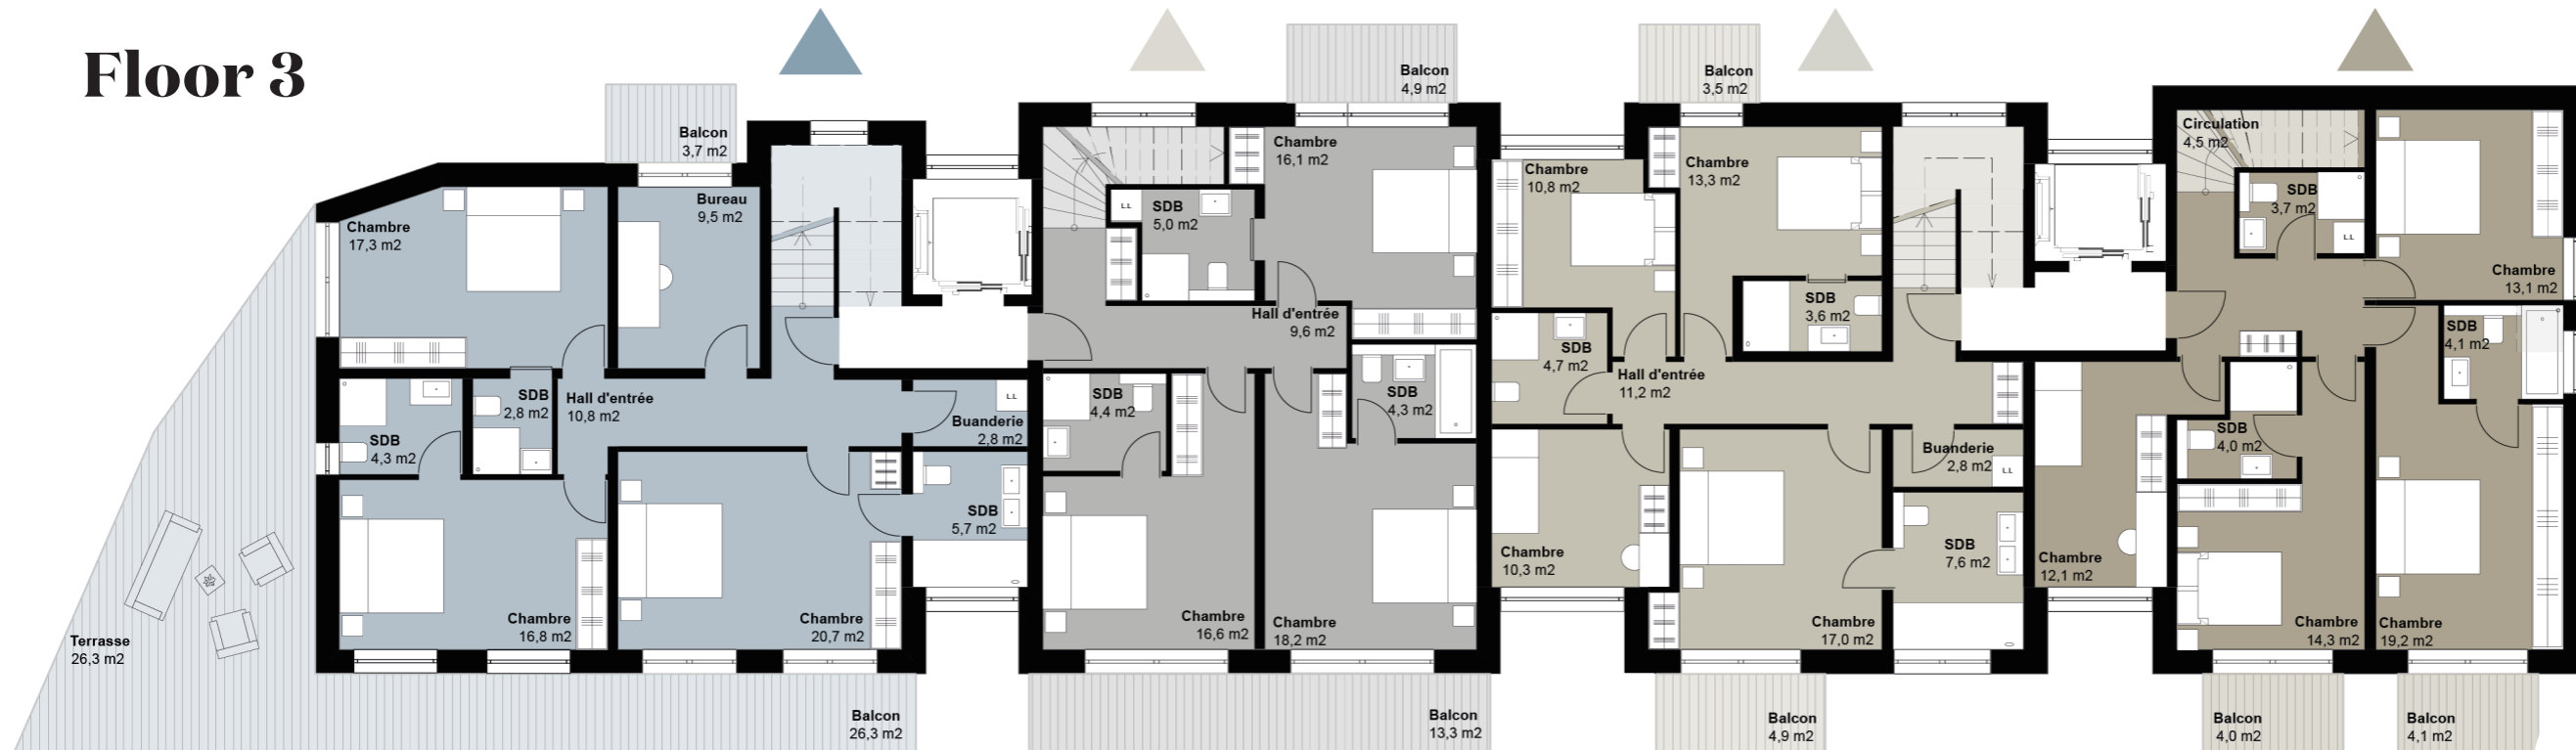 Floor 3
Balcon
3,7 m2
Chambre
17,3 m2
Bureau
9,5 m2
SDB
4,3 m2
SDB
2,8 m2
Hall d'entrée
10,8 m2
Buanderie
2,8 m2
L.L
SDB
5,7 m2
Chambre
16,8 m2
Chambre
20,7 m2
Terrasse
26,3 m2
Balcon
26,3 m2
Balcon
4,9 m2
Chambre
16,1 m2
L.L
SDB
5,0 m2
Hall d'entrée
9,6 m2
SDB
4,4 m2
SDB
4,3 m2
Chambre
16,6 m2
Chambre
18,2 m2
Balcon
13,3 m2
Balcon
3,5 m2
Chambre
10,8 m2
Chambre
13,3 m2
SDB
3,6 m2
SDB
4,7 m2
Hall d'entrée
11,2 m2
Buanderie
2,8 m2
L.L
SDB
7,6 m2
Chambre
10,3 m2
Chambre
17,0 m2
Balcon
4,9 m2
Circulation
4,5 m2
SDB
3,7 m2
L.L
Chambre
13,1 m2
SDB
4,1 m2
SDB
4,0 m2
Chambre
12,1 m2
Chambre
14,3 m2
Chambre
19,2 m2
Balcon
4,0 m2
Balcon
4,1 m2